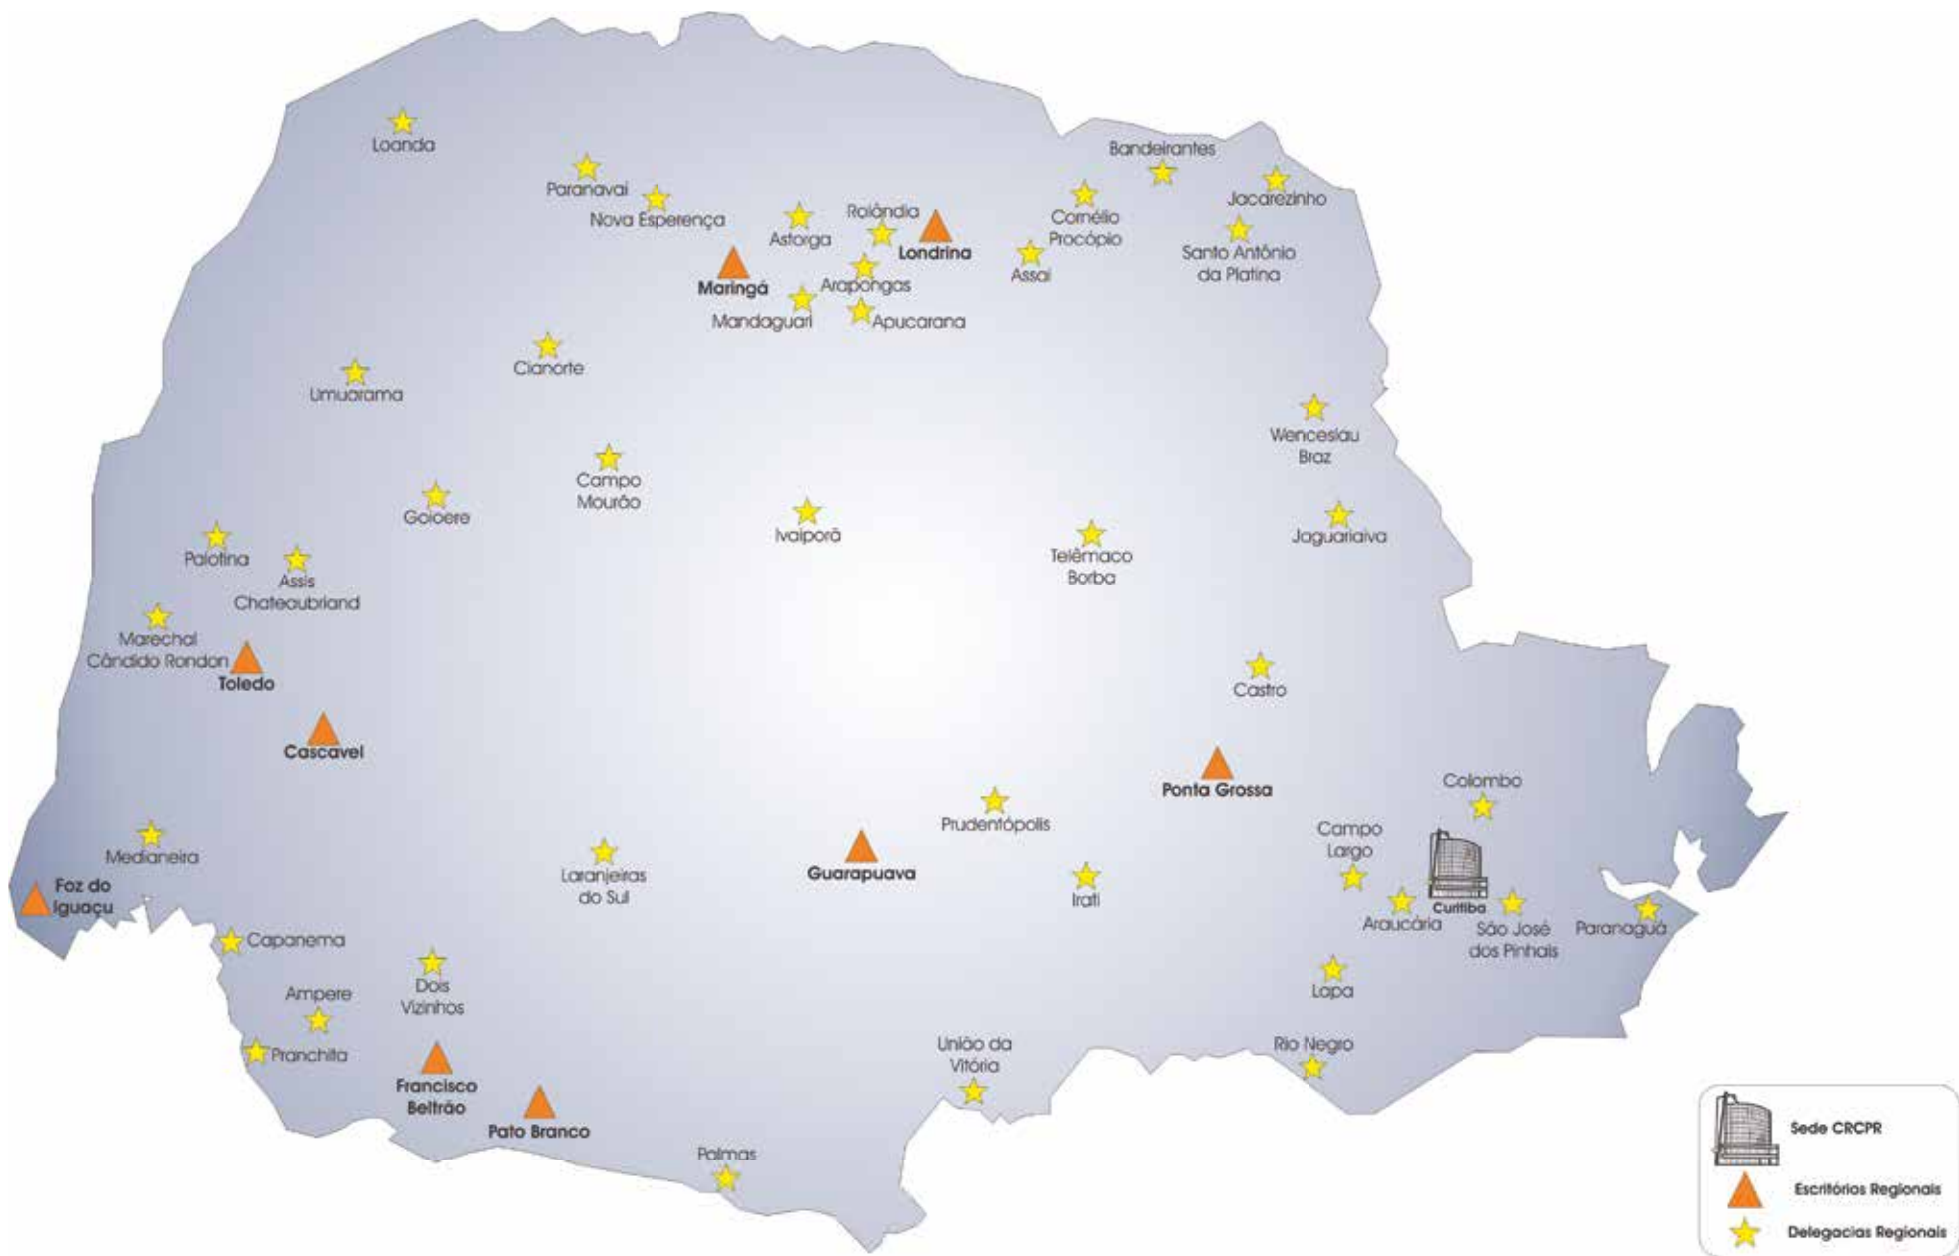 Loanda
Paranavaí
Nova Esperença
Astorga
Rolândia
Londrina
Maringá
Arapongas
Mandaguari
Apucarana
Bandeirantes
Jacarezinho
Cornélio
Procópio
Santo Antônio
da Platina
Assaí
Cianorte
Umuarama
Wenceslau
Braz
Campo
Mourão
Goioere
Ivaiporã
Telêmaco
Borba
Jaguariaiva
Palotina
Assis
Chateaubriand
Marechal
Cândido Rondon
Toledo
Castro
Cascavel
Ponta Grossa
Colombo
Prudentópolis
Campo
Largo
Medianeira
Laranjeiras
do Sul
Guarapuava
Irati
Foz do
Iguaçu
Curitiba
Araucária
São José
dos Pinhais
Paranaguá
Capanema
Dois
Vizinhos
Lapa
Ampere
Pranchita
União da
Vitória
Rio Negro
Francisco
Beltrão
Pato Branco
Palmas
Sede CRCPR
Escritórios Regionais
Delegacias Regionais